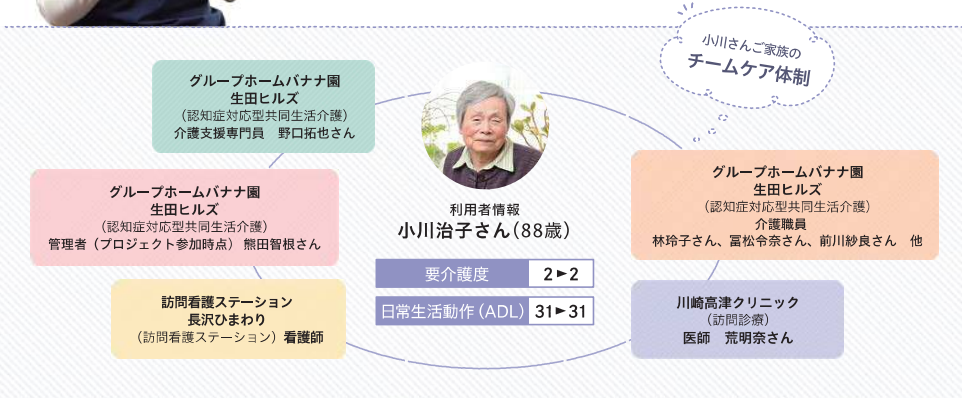 小川さんご家族の
チームケア体制
グループホームバナナ園
生田ヒルズ
（認知症対応型共同生活介護）
介護支援専門員　野口拓也さん
グループホームバナナ園
生田ヒルズ
（認知症対応型共同生活介護）
管理者（プロジェクト参加時点）熊田智根さん
訪問看護ステーション
長沢ひまわり
（訪問看護ステーション）看護師
利用者情報
小川治子さん（88歳）
要介護度 2▶2
日常生活動作（ADL） 31▶31
グループホームバナナ園
生田ヒルズ
（認知症対応型共同生活介護）
介護職員
林玲子さん、冨松令奈さん、前川紗良さん　他
川崎高津クリニック
（訪問診療）
医師　荒明奈さん